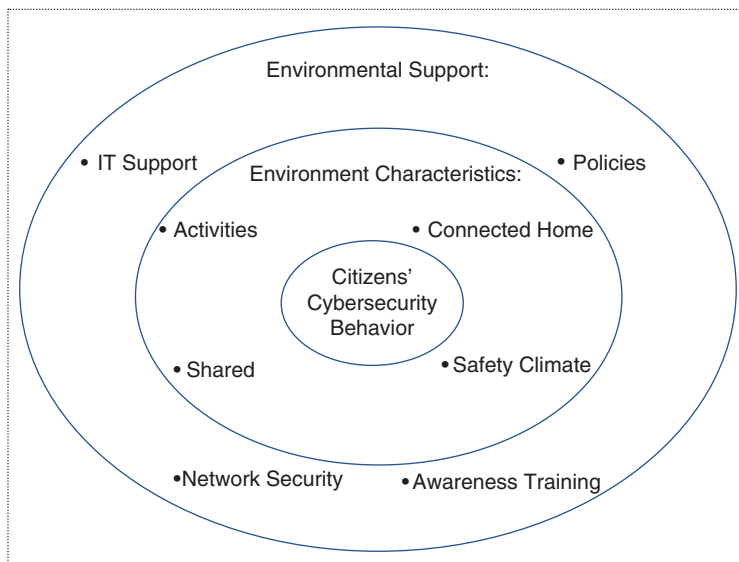 Environmental Support:
• IT Support
• Policies
Environment Characteristics:
• Activities
• Connected Home
Citizens’
Cybersecurity
Behavior
• Shared
• Safety Climate
• Network Security
• Awareness Training